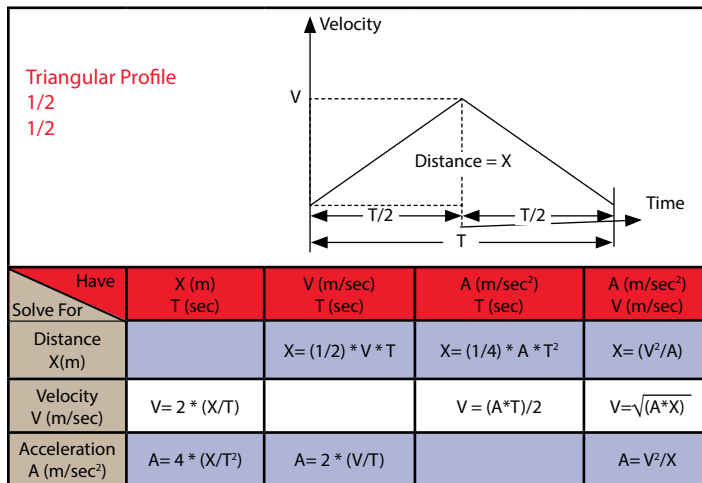 Velocity
Triangular Profile
1/2
1/2
V
Distance = X
Time
T/2 T/2
T
Have
Solve For
X (m)
T (sec)
V (m/sec)
T (sec)
A (m/sec²)
T (sec)
A (m/sec²)
V (m/sec)
Distance
X(m)
X= (1/2) * V * T
X= (1/4) * A * T²
X= (V²/A)
Velocity
V (m/sec)
V= 2 * (X/T)
V = (A*T)/2
V=√(A*X)
Acceleration
A (m/sec²)
A= 4 * (X/T²)
A= 2 * (V/T)
A= V²/X